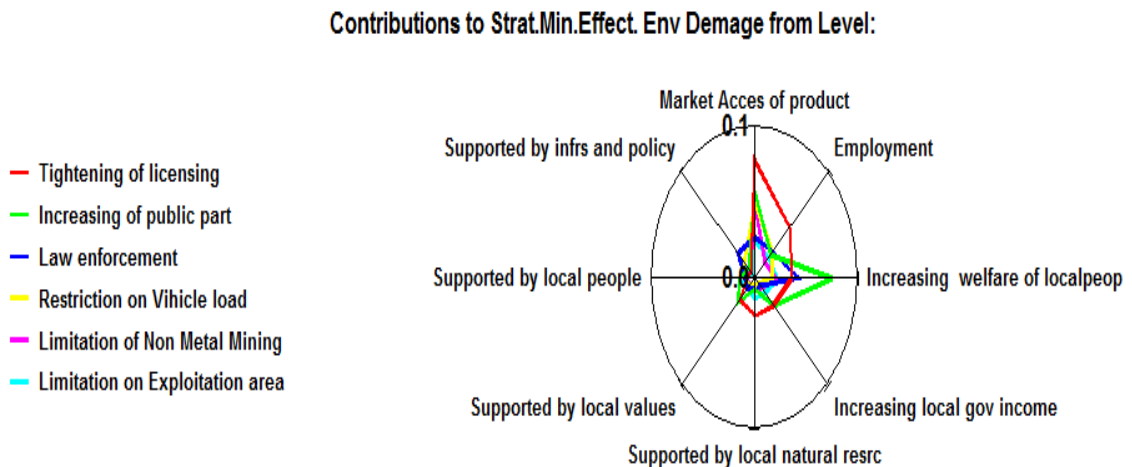 Contributions to Strat.Min.Effect. Env Demage from Level:
Market Acces of product
0.1
Supported by infrs and policy
Employment
Tightening of licensing
Increasing of public part
Law enforcement
Supported by local people
0.0
Increasing welfare of localpeop
Restriction on Vihicle load
Limitation of Non Metal Mining
Limitation on Exploitation area
Supported by local values
Increasing local gov income
Supported by local natural resrc